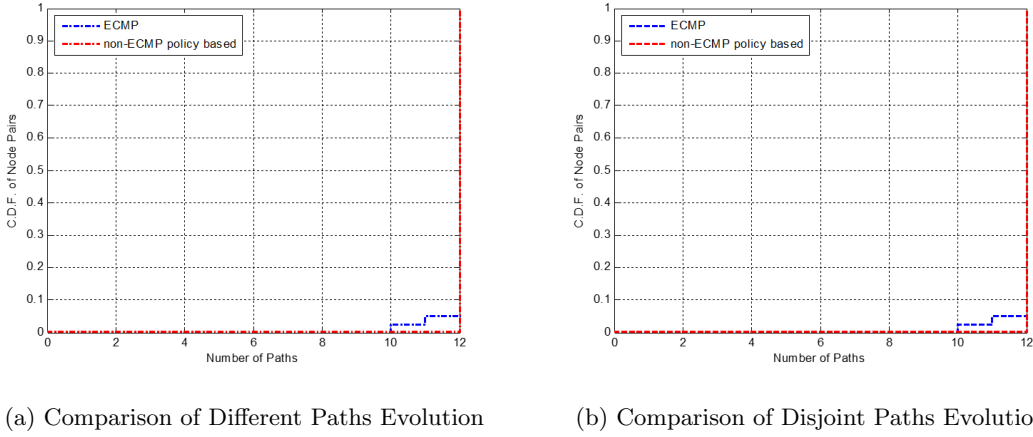 ECMP
non-ECMP policy based
1
0.9
0.8
0.7
0.6
0.5
0.4
0.3
0.2
0.1
0
C.D.F. of Node Pairs
0 2 4 6 8 10 12
Number of Paths
(a) Comparison of Different Paths Evolution
ECMP
non-ECMP policy based
1
0.9
0.8
0.7
0.6
0.5
0.4
0.3
0.2
0.1
0
C.D.F. of Node Pairs
0 2 4 6 8 10 12
Number of Paths
(b) Comparison of Disjoint Paths Evolutio